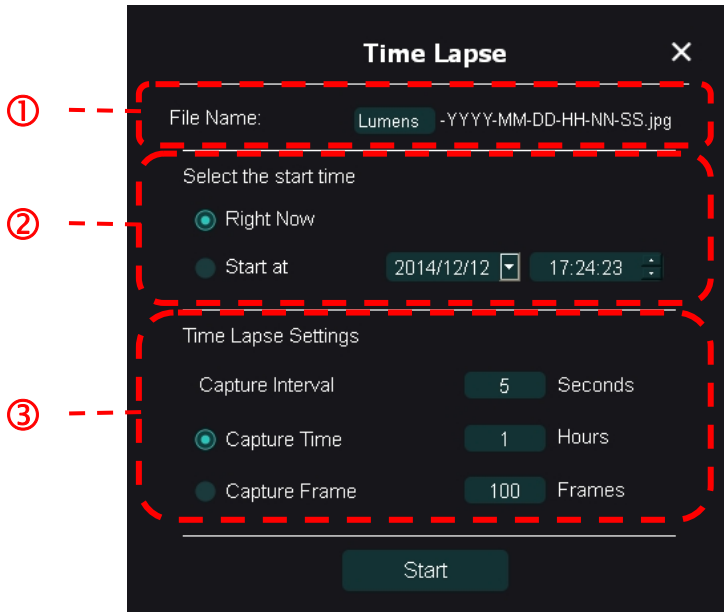 Time Lapse ×
① File Name: Lumens -YYYY-MM-DD-HH-NN-SS.jpg
Select the start time
② Right Now
Start at 2014/12/12 17:24:23
Time Lapse Settings
Capture Interval 5 Seconds
③ Capture Time 1 Hours
Capture Frame 100 Frames
Start